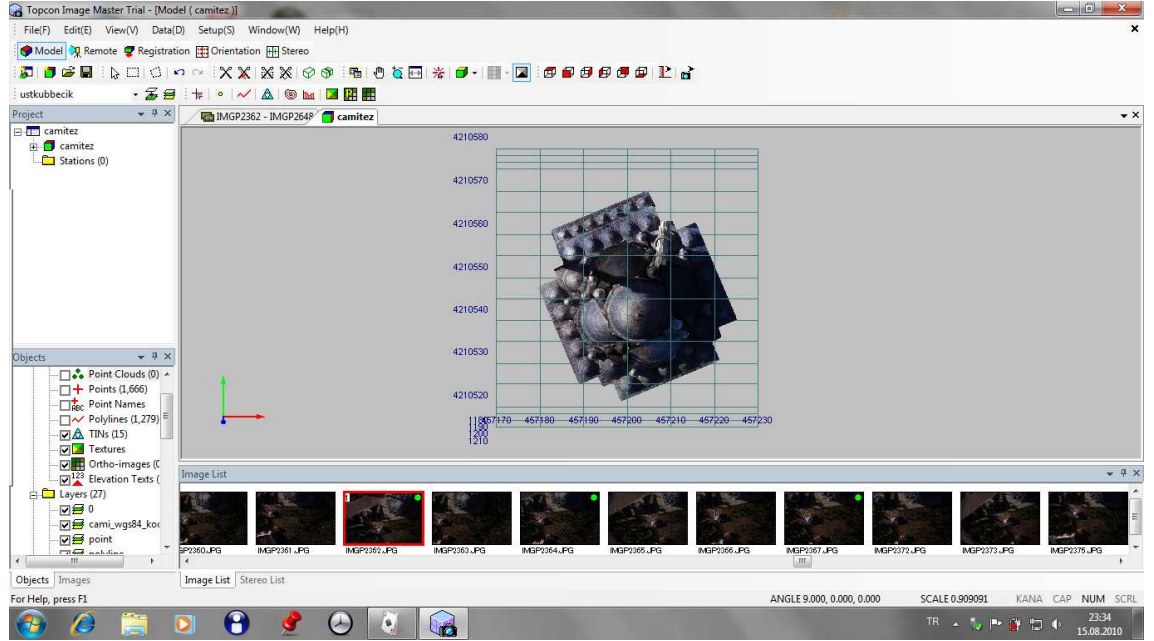 Topcon Image Master Trial - [Model ( camitez )]
File(F) Edit(E) View(V) Data(D) Setup(S) Window(W) Help(H)
Model Remote Registration Orientation Stereo
ustkubbecik
Project
camitez
camitez
Stations (0)
IMGP2362 - IMGP2648 camitez
4210580
4210570
4210560
4210550
4210540
4210530
4210520
457170 457180 457190 457200 457210 457220 457230
1200
1210
Objects
Point Clouds (0)
Points (1,666)
Point Names
Polylines (1,279)
TINs (15)
Textures
Ortho-images (
Elevation Texts (
Layers (27)
0
cami_wgs84_koo
point
polyline
Objects Images
Image List
IMGP2361 .JPG IMGP2362 .JPG IMGP2363 .JPG IMGP2364 .JPG IMGP2365 .JPG IMGP2366 .JPG IMGP2367 .JPG IMGP2372 .JPG IMGP2373 .JPG IMGP2375 .JPG
Image List Stereo List
For Help, press F1
ANGLE 9.000, 0.000, 0.000 SCALE 0.909091 KANA CAP NUM SCRL
TR
23:34
15.08.2010